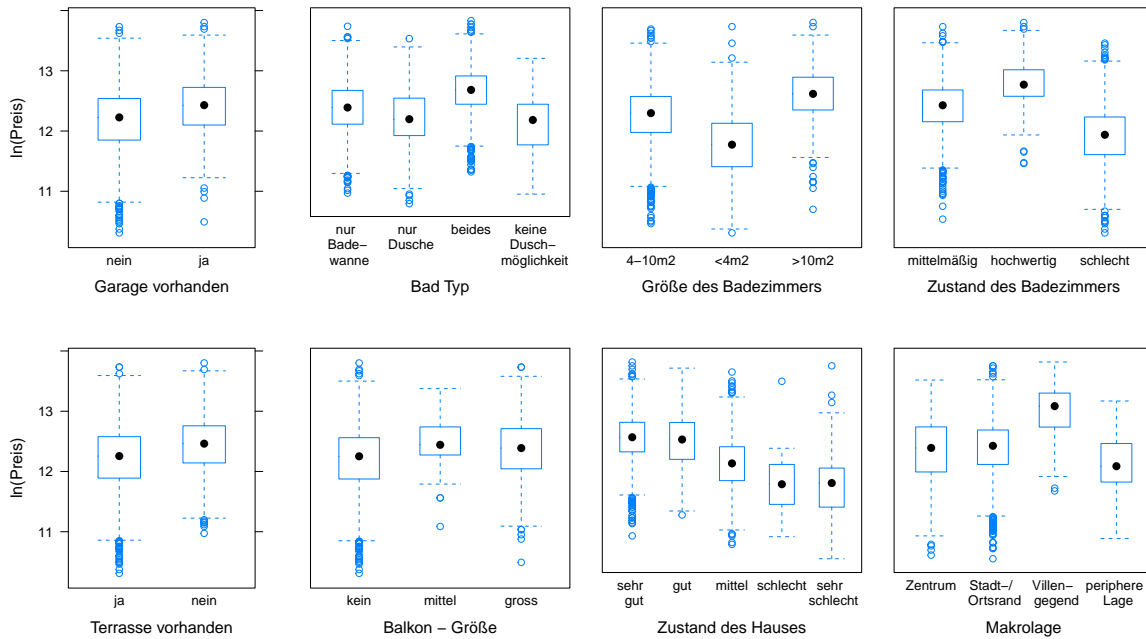 ln(Preis)
13
12
11
nein
ja
Garage vorhanden
nur
Bade–
wanne
nur
Dusche
beides
keine
Dusch–
möglichkeit
Bad Typ
4–10m2
<4m2
>10m2
Größe des Badezimmers
mittelmäßig
hochwertig
schlecht
Zustand des Badezimmers
ln(Preis)
13
12
11
ja
nein
Terrasse vorhanden
kein
mittel
gross
Balkon – Größe
sehr
gut
gut
mittel
schlecht
sehr
schlecht
Zustand des Hauses
Zentrum
Stadt–/
Ortsrand
Villen–
gegend
periphere
Lage
Makrolage